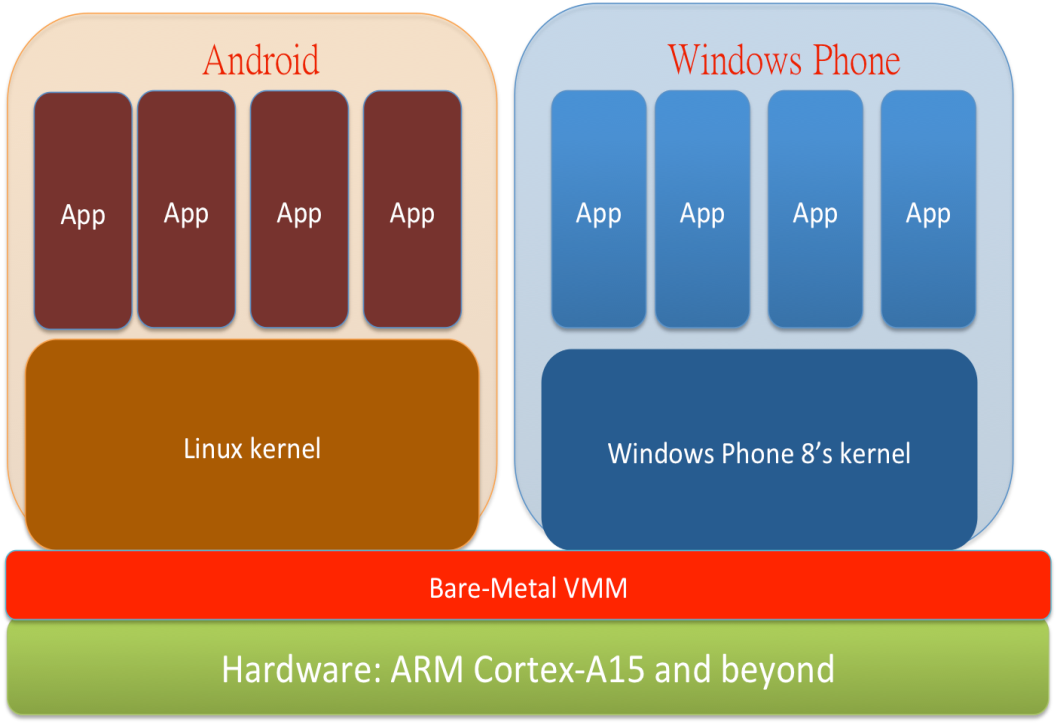 Android
Windows Phone
App
App
App
App
App
App
App
App
Linux kernel
Windows Phone 8’s kernel
Bare-Metal VMM
Hardware: ARM Cortex-A15 and beyond